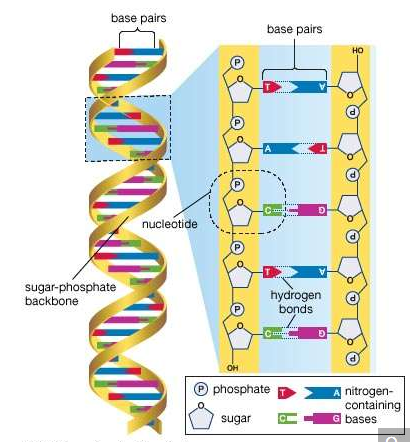 base pairs
base pairs
HO
P
O
T A
O
P
P
O
A T
O
P
P
O
C G
O
P
P
O
T A
O
P
P
O
C G
O
P
OH
nucleotide
sugar-phosphate
backbone
hydrogen
bonds
P phosphate
O
sugar
T A
C G
nitrogen-
containing
bases